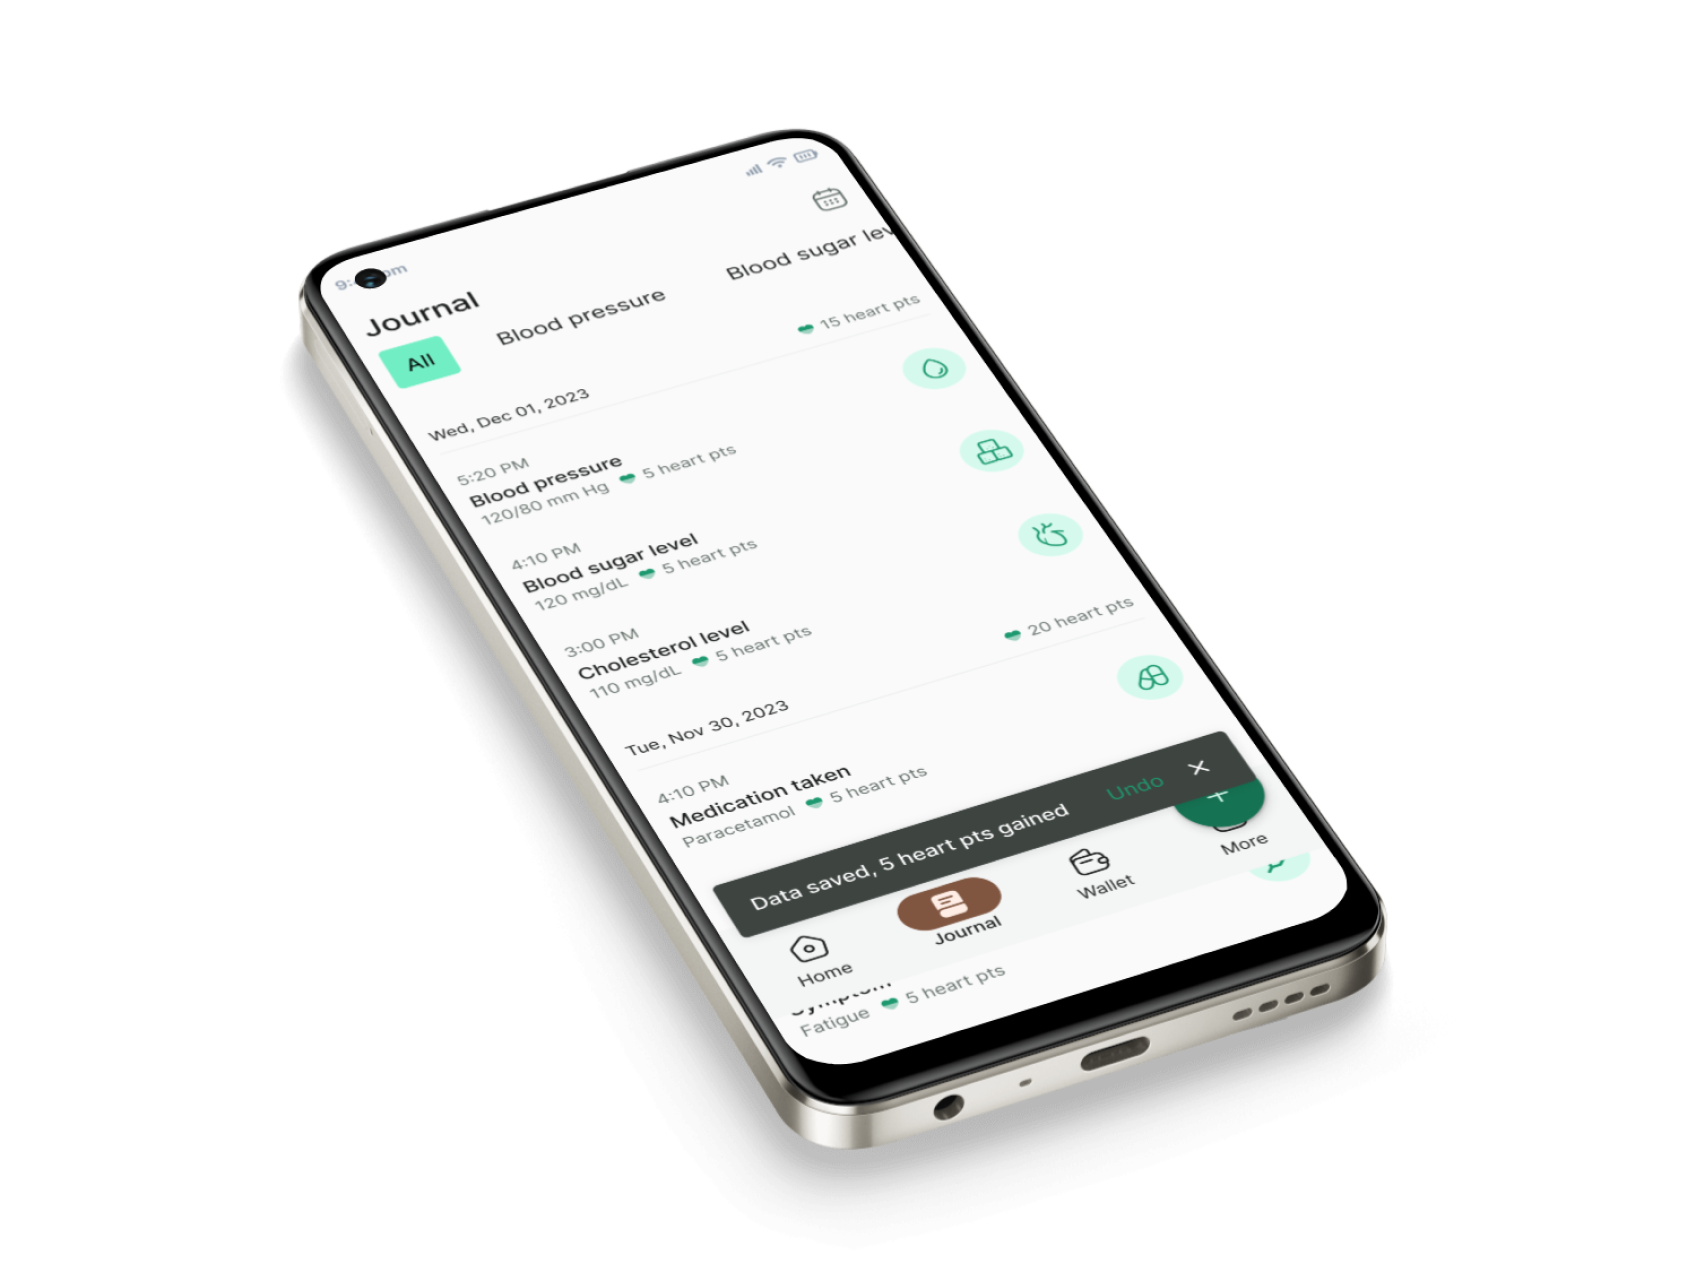 Journal
All
Blood pressure
Blood sugar lev
Wed, Dec 01, 2023
15 heart pts
5:20 PM
Blood pressure
120/80 mm Hg 5 heart pts
4:10 PM
Blood sugar level
120 mg/dL 5 heart pts
3:00 PM
Cholesterol level
110 mg/dL 5 heart pts
Tue, Nov 30, 2023
20 heart pts
4:10 PM
Medication taken
Paracetamol 5 heart pts
Data saved, 5 heart pts gained Undo
Home
Journal
Wallet
More
Fatigue 5 heart pts